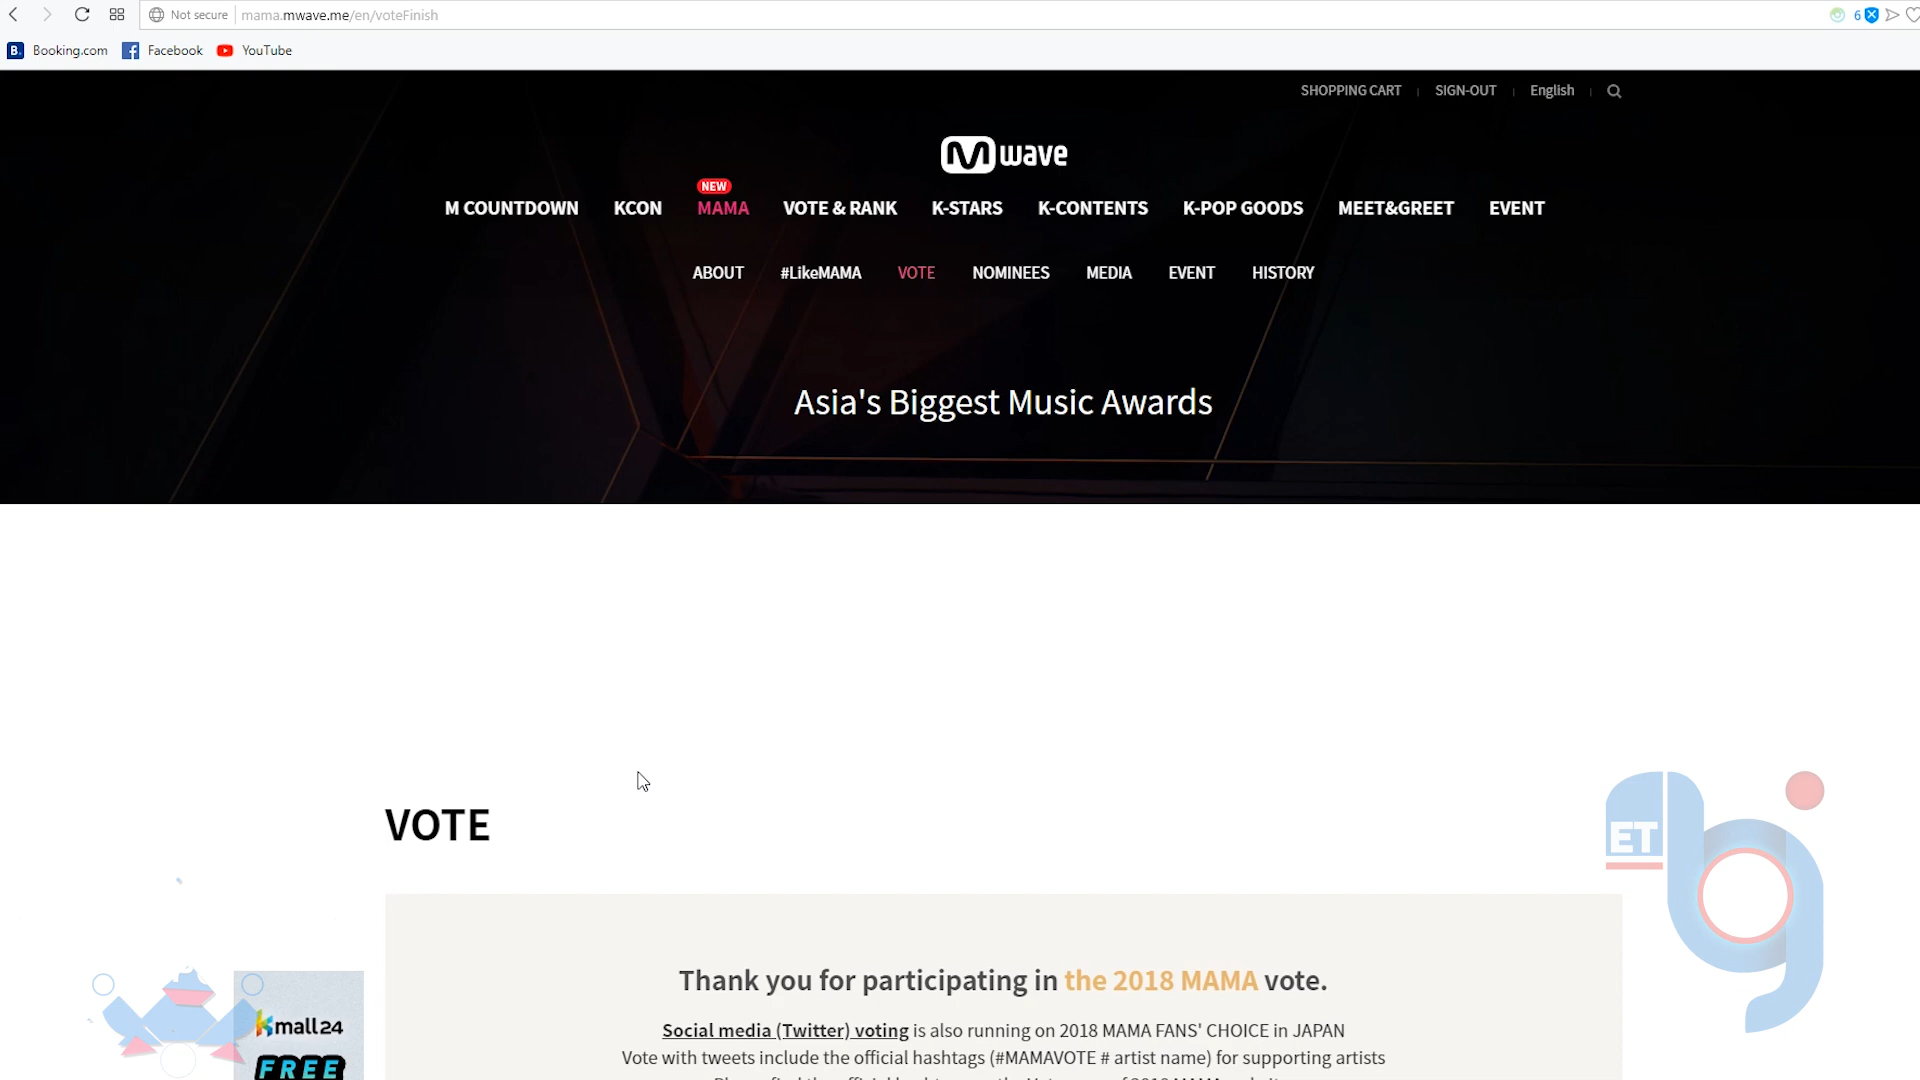 Not secure mama.mwave.me/en/voteFinish 6
B. Booking.com Facebook YouTube
SHOPPING CART SIGN-OUT English
M wave
NEW
M COUNTDOWN KCON MAMA VOTE & RANK K-STARS K-CONTENTS K-POP GOODS MEET&GREET EVENT
ABOUT #LikeMAMA VOTE NOMINEES MEDIA EVENT HISTORY
Asia's Biggest Music Awards
VOTE
ET
Thank you for participating in the 2018 MAMA vote.
Social media (Twitter) voting is also running on 2018 MAMA FANS' CHOICE in JAPAN
Vote with tweets include the official hashtags (#MAMAVOTE # artist name) for supporting artists
kmall24
FREE